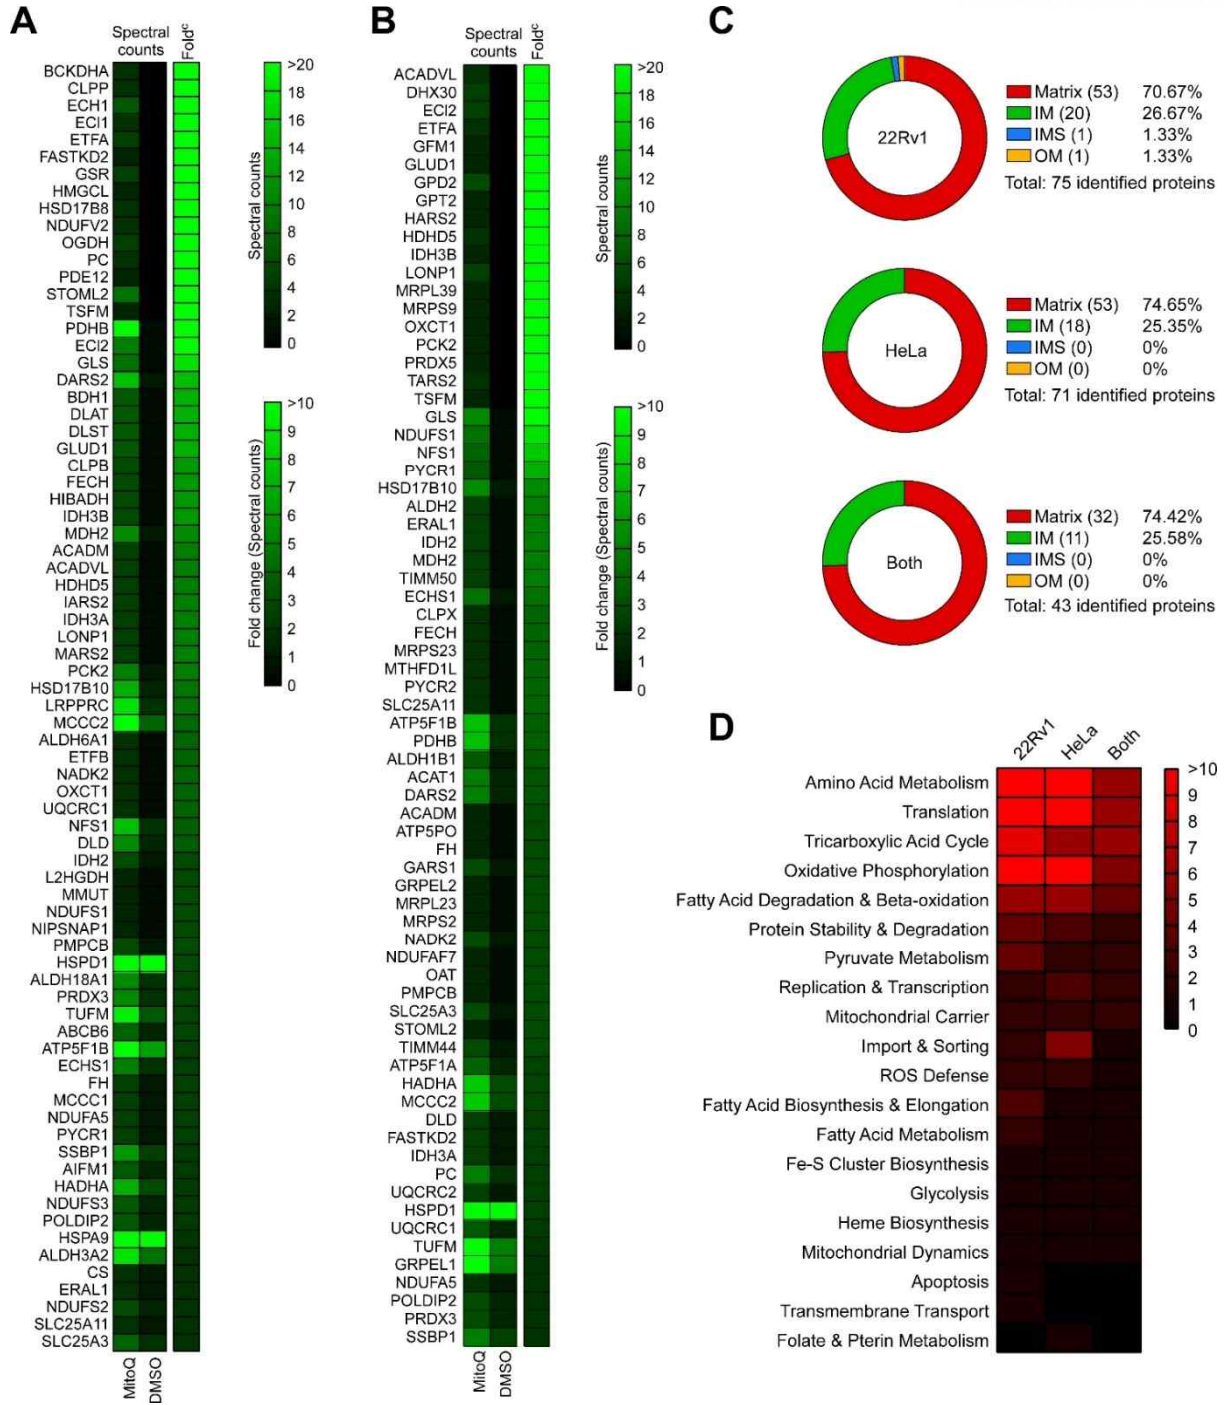 A
Spectral
counts
Fold^c
BCKDHA
CLPP
ECH1
ECI1
ETFA
FASTKD2
GSR
HMGCL
HSD17B8
NDUFV2
OGDH
PC
PDE12
STOML2
TSFM
PDHB
ECI2
GLS
DARS2
BDH1
DLAT
DLST
GLUD1
CLPB
FECH
HIBADH
IDH3B
MDH2
ACADM
ACADVL
HDHD5
IARS2
IDH3A
LONP1
MARS2
PCK2
HSD17B10
LRPPRC
MCCC2
ALDH6A1
ETFB
NADK2
OXCT1
UQCRC1
NFS1
DLD
IDH2
L2HGDH
MMUT
NDUFS1
NIPSNAP1
PMPCB
HSPD1
ALDH18A1
PRDX3
TUFM
ABCB6
ATP5F1B
ECHS1
FH
MCCC1
NDUFA5
PYCR1
SSBP1
AIFM1
HADHA
NDUFS3
POLDIP2
HSPA9
ALDH3A2
CS
ERAL1
NDUFS2
SLC25A11
SLC25A3
MitoQ
DMSO
>20
18
16
14
12
10
8
6
4
2
0
Spectral counts
>10
9
8
7
6
5
4
3
2
1
0
Fold change (Spectral counts)
B
Spectral
counts
Fold^c
ACADVL
DHX30
ECI2
ETFA
GFM1
GLUD1
GPD2
GPT2
HARS2
HDHD5
IDH3B
LONP1
MRPL39
MRPS9
OXCT1
PCK2
PRDX5
TARS2
TSFM
GLS
NDUFS1
NFS1
PYCR1
HSD17B10
ALDH2
ERAL1
IDH2
MDH2
TIMM50
ECHS1
CLPX
FECH
MRPS23
MTHFD1L
PYCR2
SLC25A11
ATP5F1B
PDHB
ALDH1B1
ACAT1
DARS2
ACADM
ATP5PO
FH
GARS1
GRPEL2
MRPL23
MRPS2
NADK2
NDUFAF7
OAT
PMPCB
SLC25A3
STOML2
TIMM44
ATP5F1A
HADHA
MCCC2
DLD
FASTKD2
IDH3A
PC
UQCRC2
HSPD1
UQCRC1
TUFM
GRPEL1
NDUFA5
POLDIP2
PRDX3
SSBP1
MitoQ
DMSO
>20
18
16
14
12
10
8
6
4
2
0
Spectral counts
>10
9
8
7
6
5
4
3
2
1
0
Fold change (Spectral counts)
C
22Rv1
Matrix (53) 70.67%
IM (20) 26.67%
IMS (1) 1.33%
OM (1) 1.33%
Total: 75 identified proteins
HeLa
Matrix (53) 74.65%
IM (18) 25.35%
IMS (0) 0%
OM (0) 0%
Total: 71 identified proteins
Both
Matrix (32) 74.42%
IM (11) 25.58%
IMS (0) 0%
OM (0) 0%
Total: 43 identified proteins
D
22Rv1
HeLa
Both
Amino Acid Metabolism
Translation
Tricarboxylic Acid Cycle
Oxidative Phosphorylation
Fatty Acid Degradation & Beta-oxidation
Protein Stability & Degradation
Pyruvate Metabolism
Replication & Transcription
Mitochondrial Carrier
Import & Sorting
ROS Defense
Fatty Acid Biosynthesis & Elongation
Fatty Acid Metabolism
Fe-S Cluster Biosynthesis
Glycolysis
Heme Biosynthesis
Mitochondrial Dynamics
Apoptosis
Transmembrane Transport
Folate & Pterin Metabolism
>10
9
8
7
6
5
4
3
2
1
0